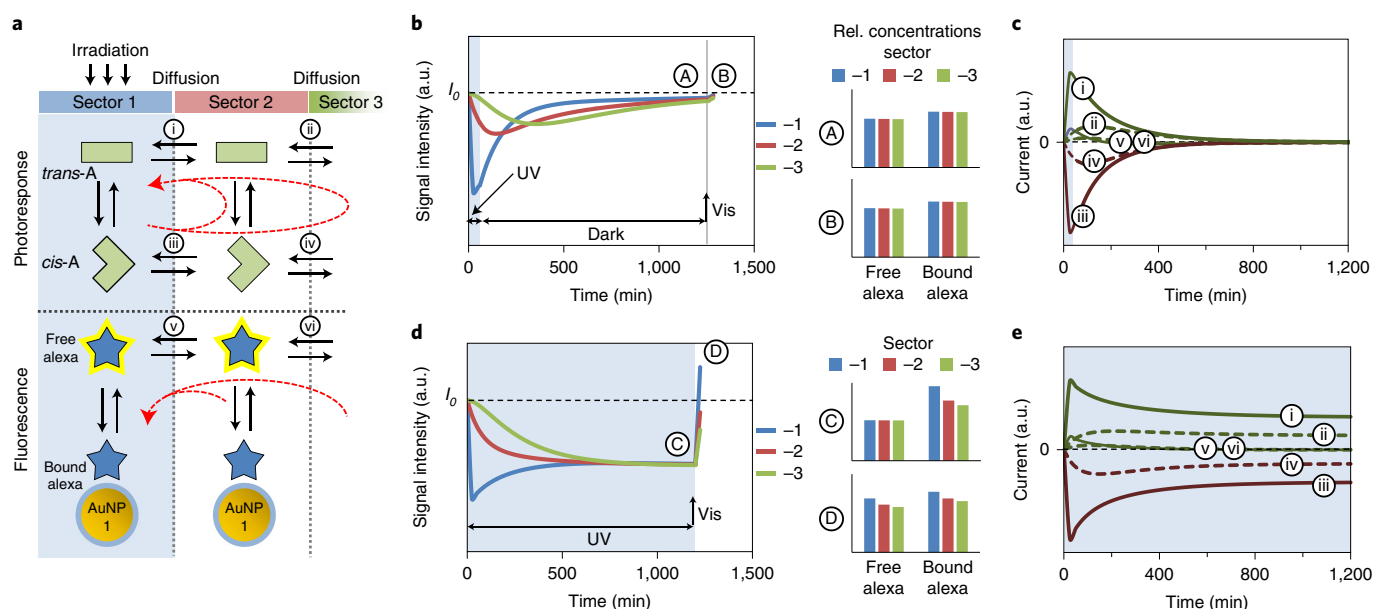 a
Irradiation
Diffusion
Diffusion
Sector 1
Sector 2
Sector 3
Photoresponse
Fluorescence
i
ii
trans-A
iii
iv
cis-A
v
vi
Free
alexa
Bound
alexa
AuNP
1
AuNP
1
b
Signal intensity (a.u.)
I0
A
B
–1
–2
–3
UV
Dark
Vis
0
500
1,000
1,500
Time (min)
Rel. concentrations
sector
–1
–2
–3
A
B
Free
alexa
Bound
alexa
c
Current (a.u.)
0
i
ii
v
vi
iv
iii
0
400
800
1,200
Time (min)
d
Signal intensity (a.u.)
I0
D
C
–1
–2
–3
Vis
UV
0
500
1,000
1,500
Time (min)
Sector
–1
–2
–3
C
D
Free
alexa
Bound
alexa
e
Current (a.u.)
0
i
ii
v
vi
iv
iii
0
400
800
1,200
Time (min)